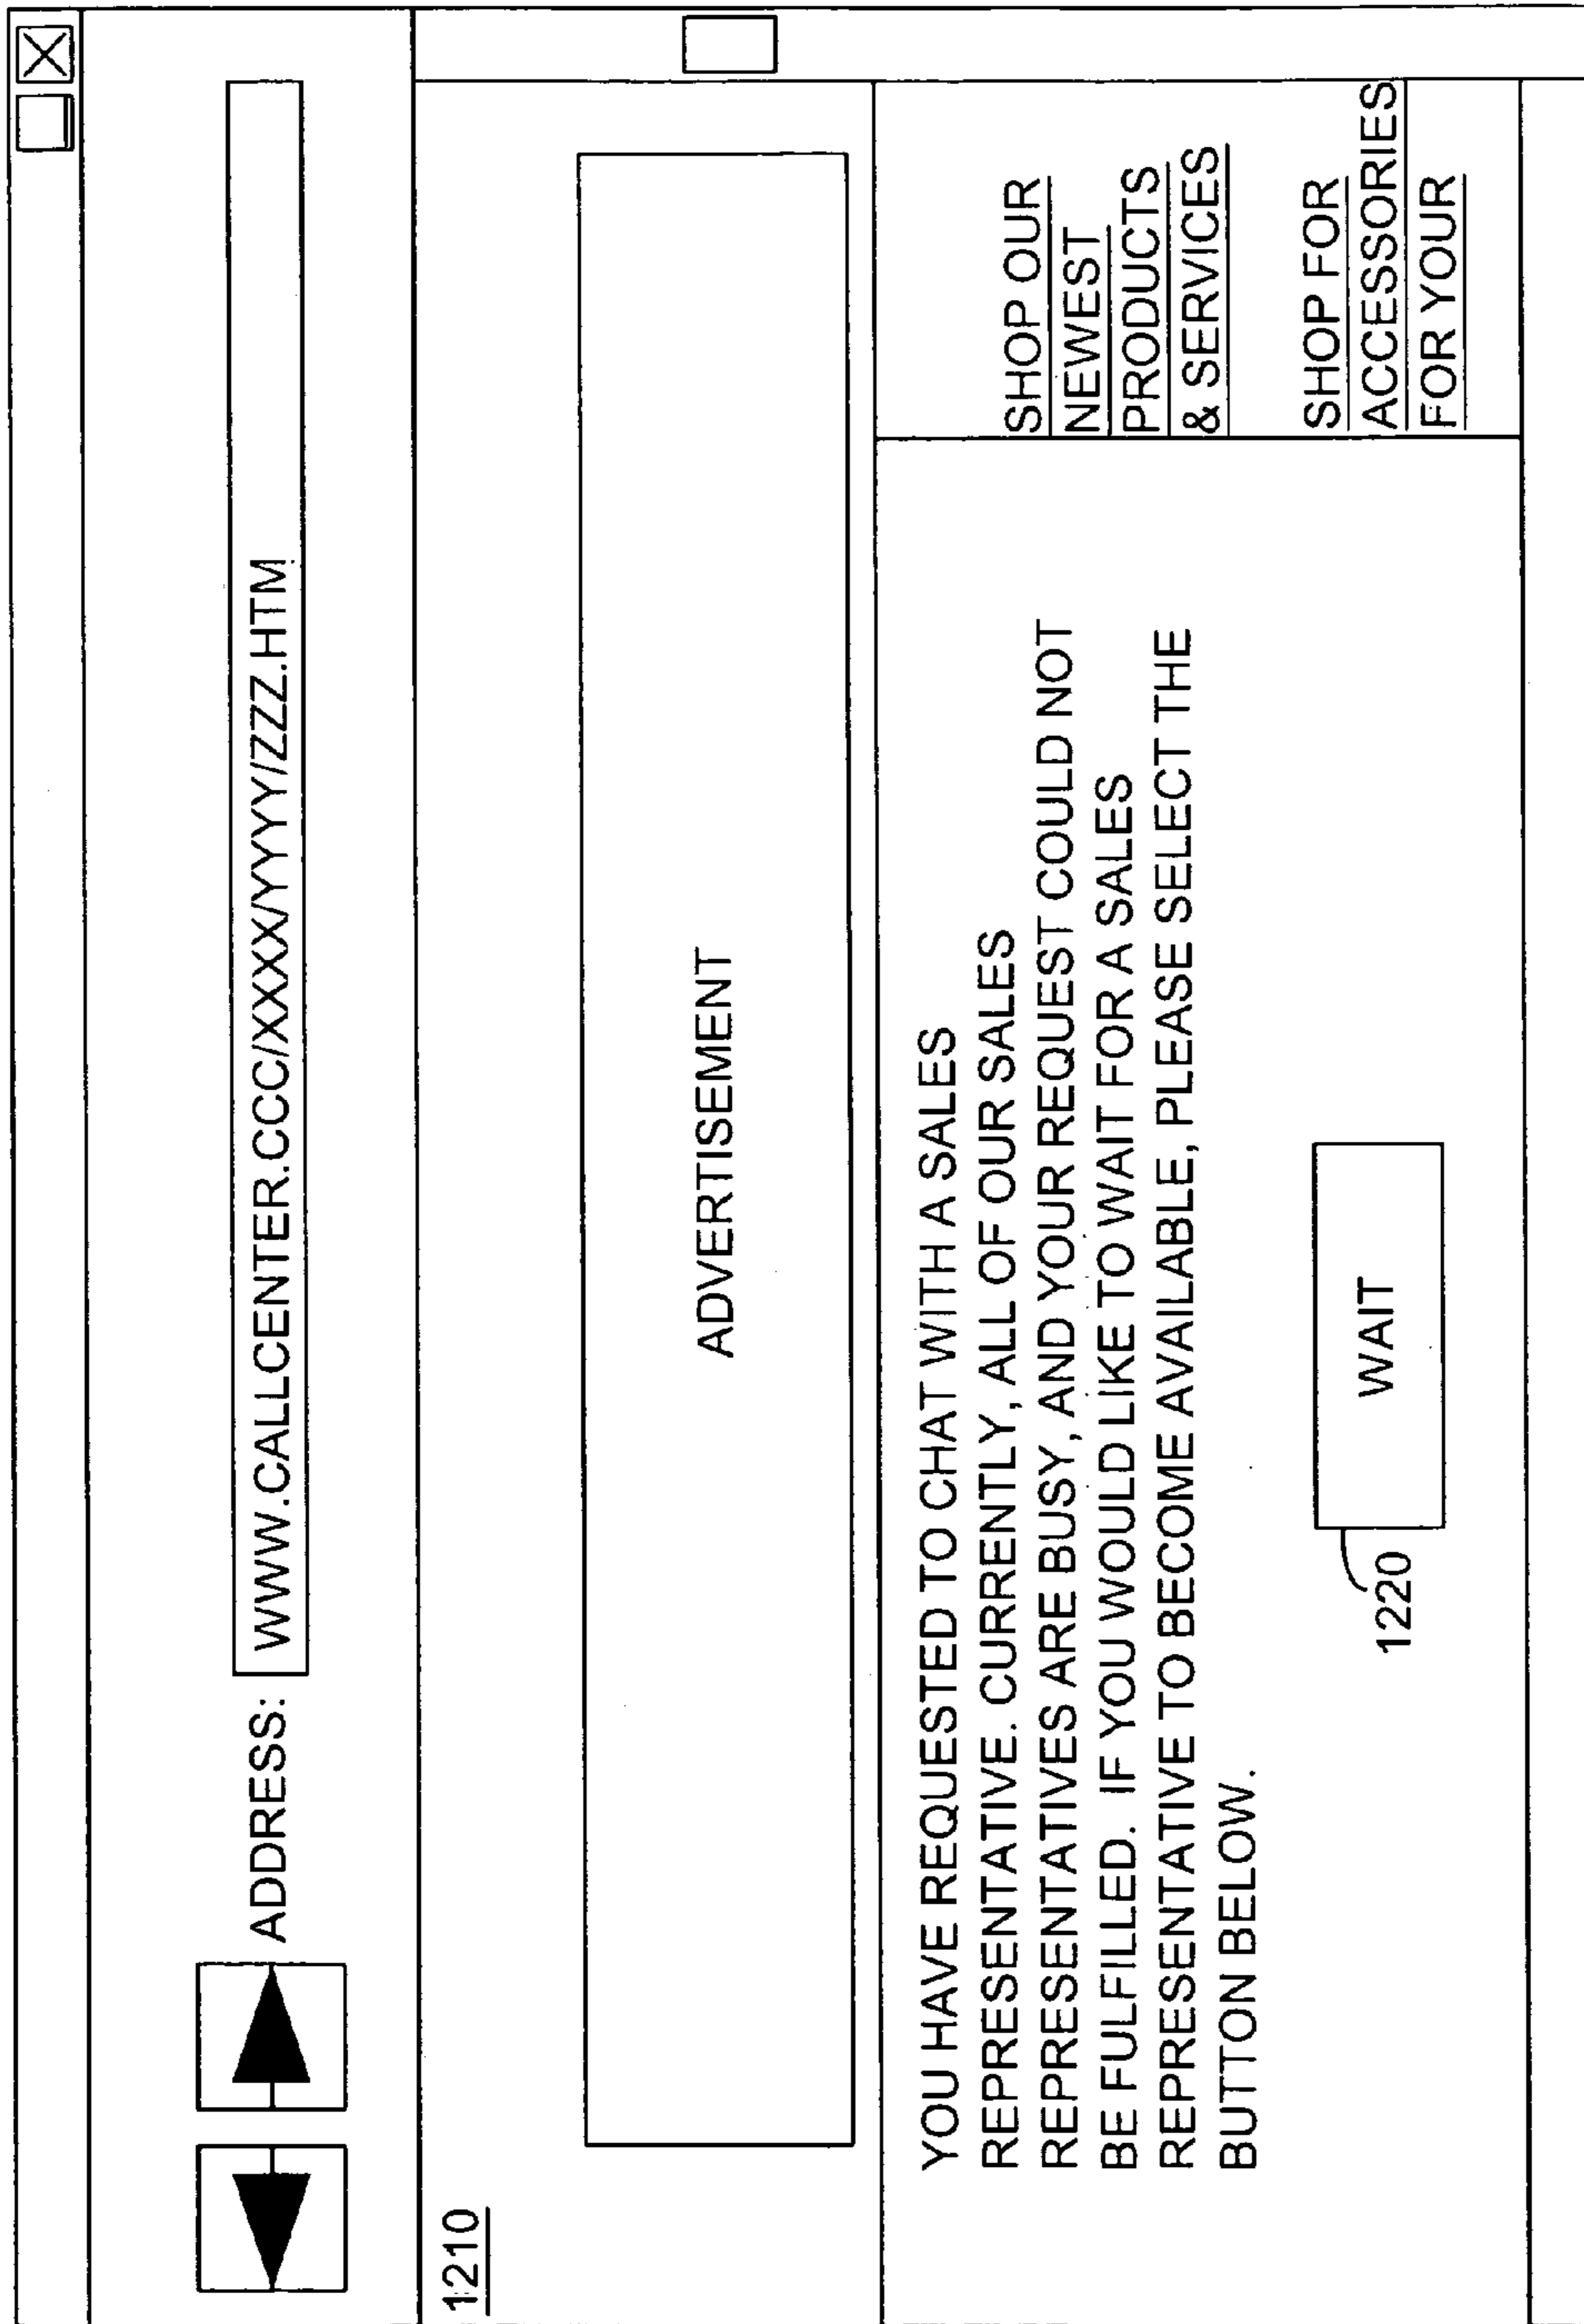 ADDRESS: WWW.CALLCENTER.CCC/XXXX/YYYY/ZZZ.HTM
1210
ADVERTISEMENT
YOU HAVE REQUESTED TO CHAT WITH A SALES
REPRESENTATIVE. CURRENTLY, ALL OF OUR SALES
REPRESENTATIVES ARE BUSY, AND YOUR REQUEST COULD NOT
BE FULFILLED. IF YOU WOULD LIKE TO WAIT FOR A SALES
REPRESENTATIVE TO BECOME AVAILABLE, PLEASE SELECT THE
BUTTON BELOW.
WAIT
1220
SHOP OUR
NEWEST
PRODUCTS
& SERVICES
SHOP FOR
ACCESSORIES
FOR YOUR